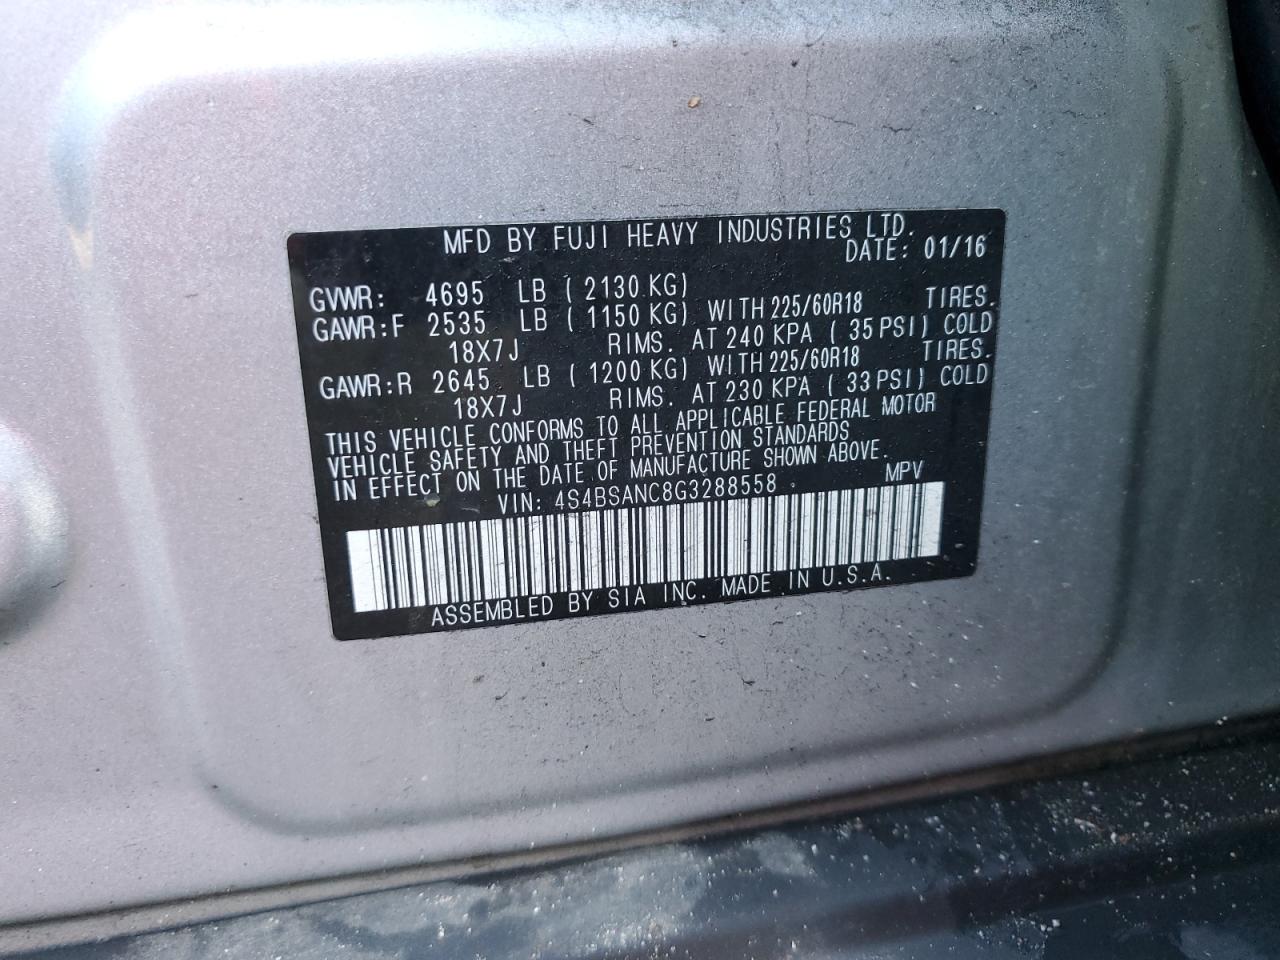 MFD BY FUJI HEAVY INDUSTRIES LTD.
DATE: 01/16
GVWR: 4695 LB ( 2130 KG)
GAWR:F 2535 LB ( 1150 KG) WITH 225/60R18 TIRES.
18X7J RIMS. AT 240 KPA ( 35 PSI) COLD
GAWR:R 2645 LB ( 1200 KG) WITH 225/60R18 TIRES.
18X7J RIMS. AT 230 KPA ( 33 PSI) COLD
THIS VEHICLE CONFORMS TO ALL APPLICABLE FEDERAL MOTOR
VEHICLE SAFETY AND THEFT PREVENTION STANDARDS
IN EFFECT ON THE DATE OF MANUFACTURE SHOWN ABOVE.
VIN: 4S4BSANC8G3288558 MPV
ASSEMBLED BY SIA INC. MADE IN U.S.A.